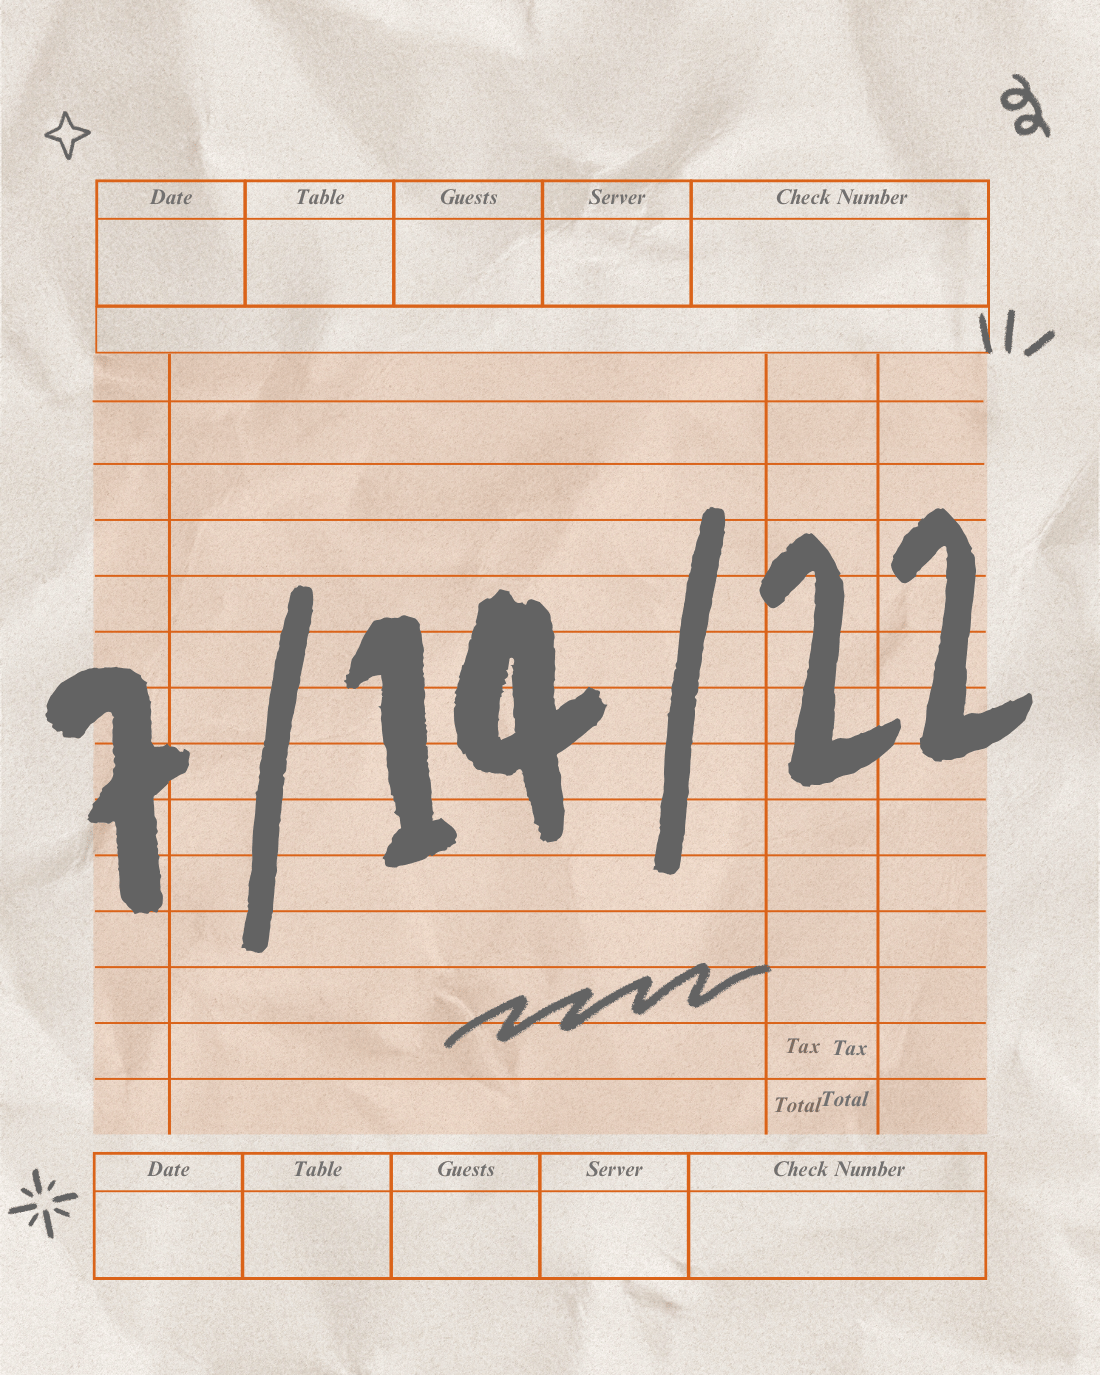 Date Table Guests Server Check Number
7/14/22
Tax Tax
Total Total
Date Table Guests Server Check Number